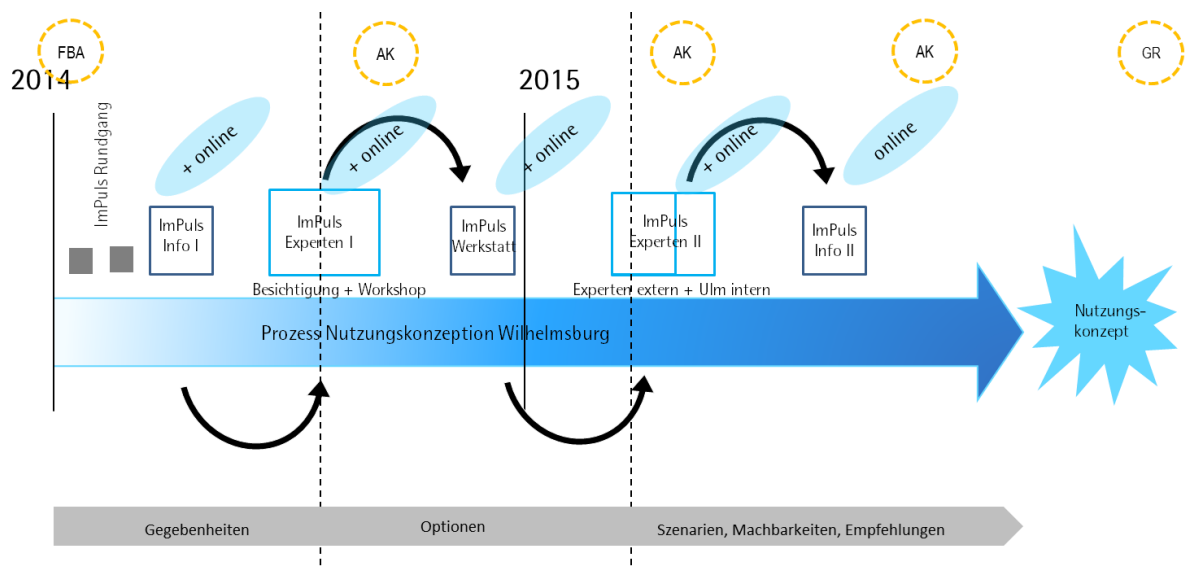 FBA
AK
AK
AK
GR
2014
2015
ImPuls Rundgang
+ online
+ online
+ online
+ online
online
ImPuls
Info I
ImPuls
Experten I
ImPuls
Werkstatt
ImPuls
Experten II
ImPuls
Info II
Besichtigung + Workshop
Experten extern + Ulm intern
Prozess Nutzungskonzeption Wilhelmsburg
Nutzungs-
konzept
Gegebenheiten
Optionen
Szenarien, Machbarkeiten, Empfehlungen